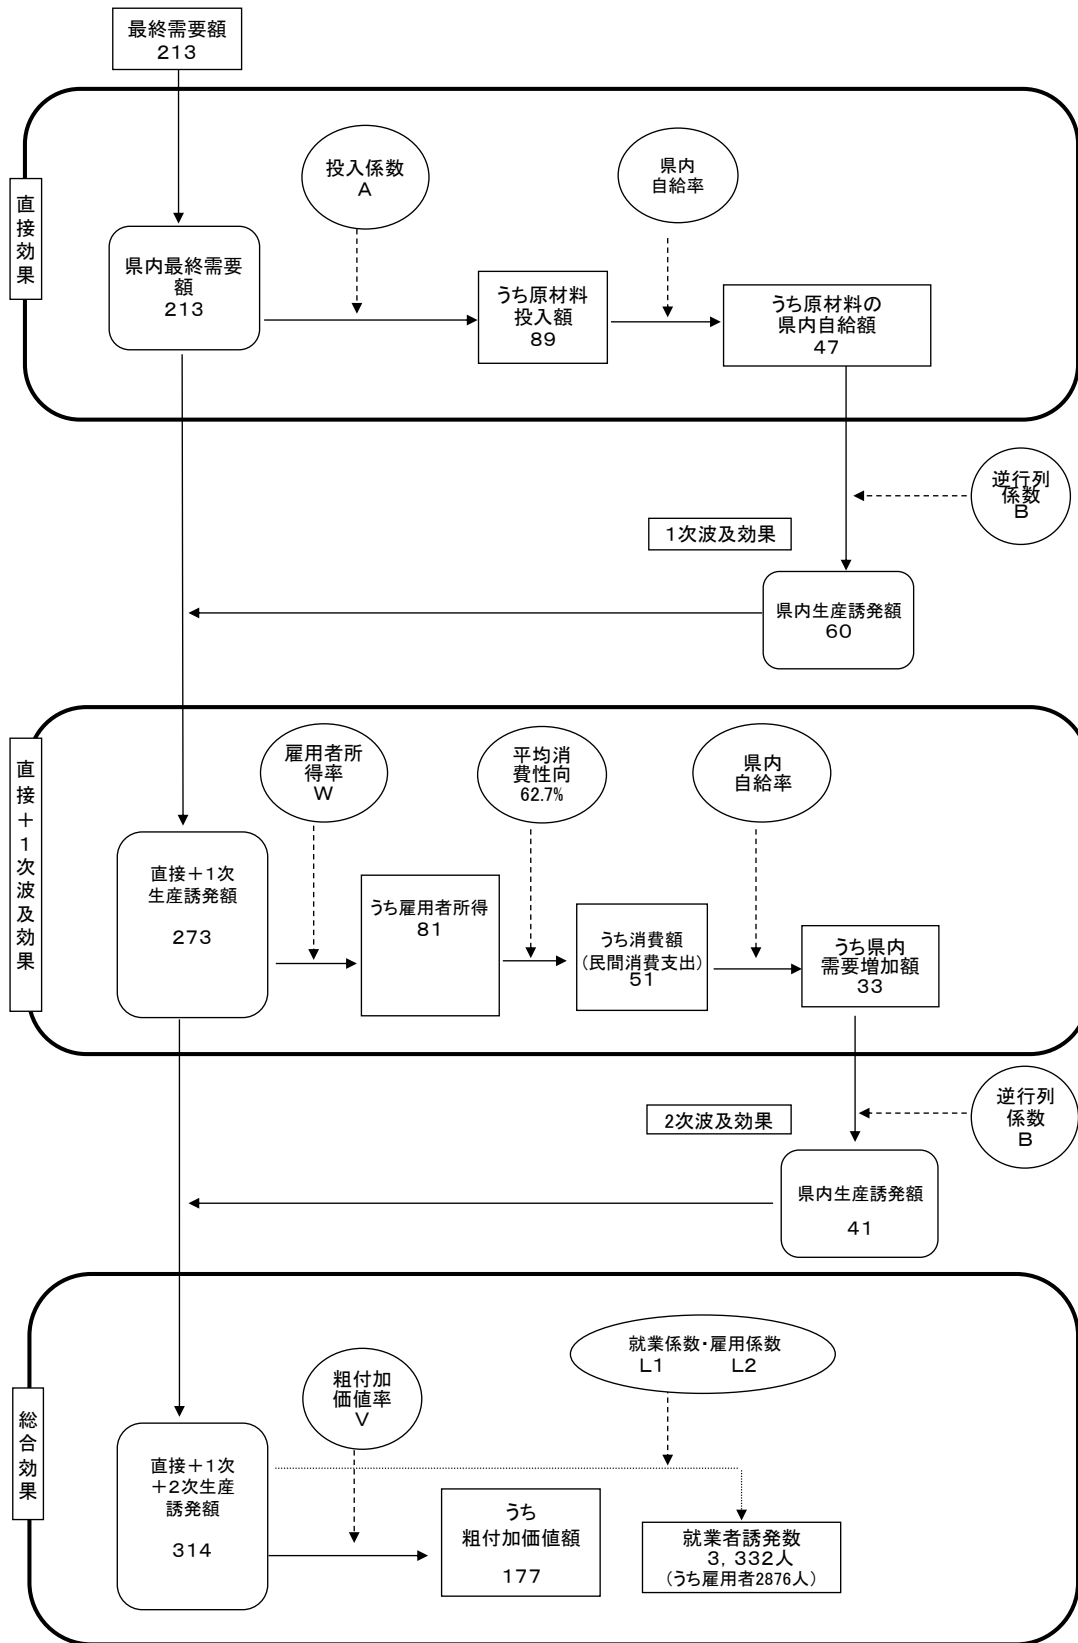 最終需要額
213
直接効果
投入係数
A
県内
自給率
県内最終需要
額
213
うち原材料
投入額
89
うち原材料の
県内自給額
47
逆行列
係数
B
1次波及効果
県内生産誘発額
60
直接＋1次波及効果
雇用者所
得率
W
平均消
費性向
62.7%
県内
自給率
直接＋1次
生産誘発額
273
うち雇用者所得
81
うち消費額
(民間消費支出)
51
うち県内
需要増加額
33
2次波及効果
逆行列
係数
B
県内生産誘発額
41
総合効果
就業係数・雇用係数
L1 L2
粗付加
価値率
V
直接＋1次
＋2次生産
誘発額
314
うち
粗付加価値額
177
就業者誘発数
3，332人
(うち雇用者2876人)